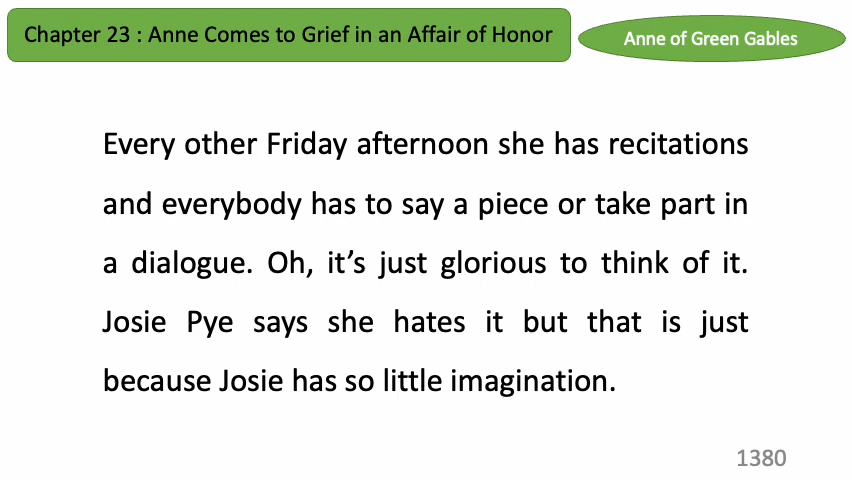 Chapter 23 : Anne Comes to Grief in an Affair of Honor
Anne of Green Gables
Every other Friday afternoon she has recitations
and everybody has to say a piece or take part in
a dialogue. Oh, it’s just glorious to think of it.
Josie Pye says she hates it but that is just
because Josie has so little imagination.
1380